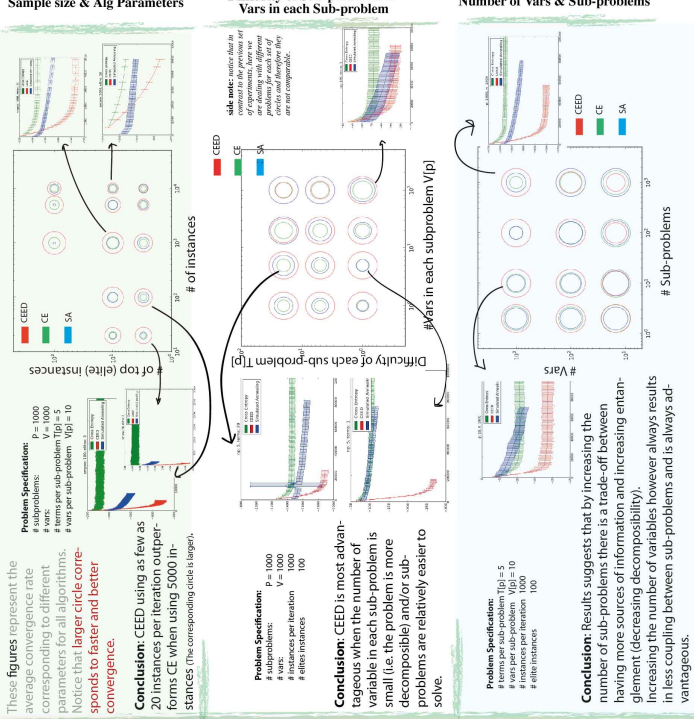 Sample size & Alg Parameters
These figures represent the
average convergence rate
corresponding to different
parameters for all algorithms.
Notice that larger circle corre-
sponds to faster and better
convergence.
Problem Specification:
# subproblems: P = 1000
# vars: V = 1000
# terms per sub-problem T[p] = 5
# vars per sub-problem V[p] = 10
Conclusion: CEED using as few as
20 instances per iteration outper-
forms CE when using 5000 in-
stances (The corresponding circle is larger).
CEED
CE
SA
# of top (elite) instances
# of instances
Vars in each Sub-problem
side note: notice that in
contrast to the previous set
of experiments, here we
are dealing with different
problems for each set of
circles and therefore they
are not comparable.
CEED
CE
SA
Difficulty of each sub-problem T[p]
#Vars in each subproblem V[p]
Problem Specification:
# subproblems: P = 1000
# vars: V = 1000
# instances per iteration 1000
# elites instances 100
Conclusion: CEED is most advan-
tageous when the number of
variable in each sub-problem is
small (i.e. the problem is more
decomposible) and/or sub-
problems are relatively easier to
solve.
Number of Vars & Sub-problems
CEED
CE
SA
# Vars
# Sub-problems
Problem Specification:
# terms per sub-problem T[p] = 5
# vars per sub-problem V[p] = 10
# instances per iteration 1000
# elite instances 100
Conclusion: Results suggests that by increasing the
number of sub-problems there is a trade-off between
having more sources of information and increasing entan-
glement (decreasing decomposibility).
Increasing the number of variables however always results
in less coupling between sub-problems and is always ad-
vantageous.